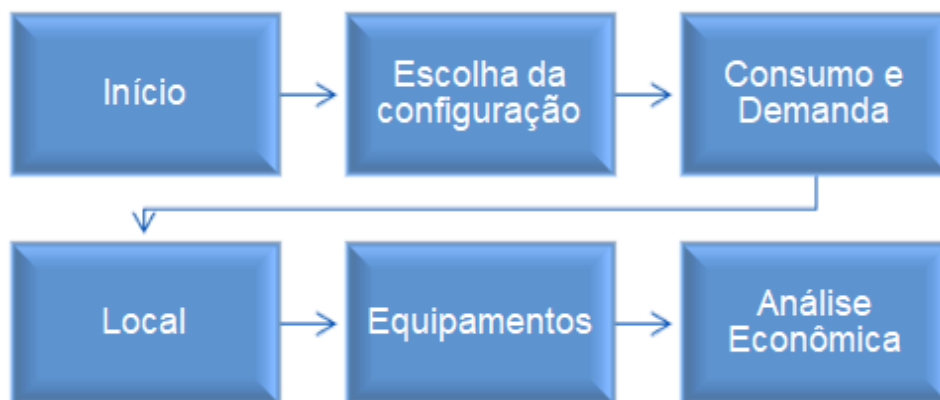 Início
Escolha da
configuração
Consumo e
Demanda
Local
Equipamentos
Análise
Econômica